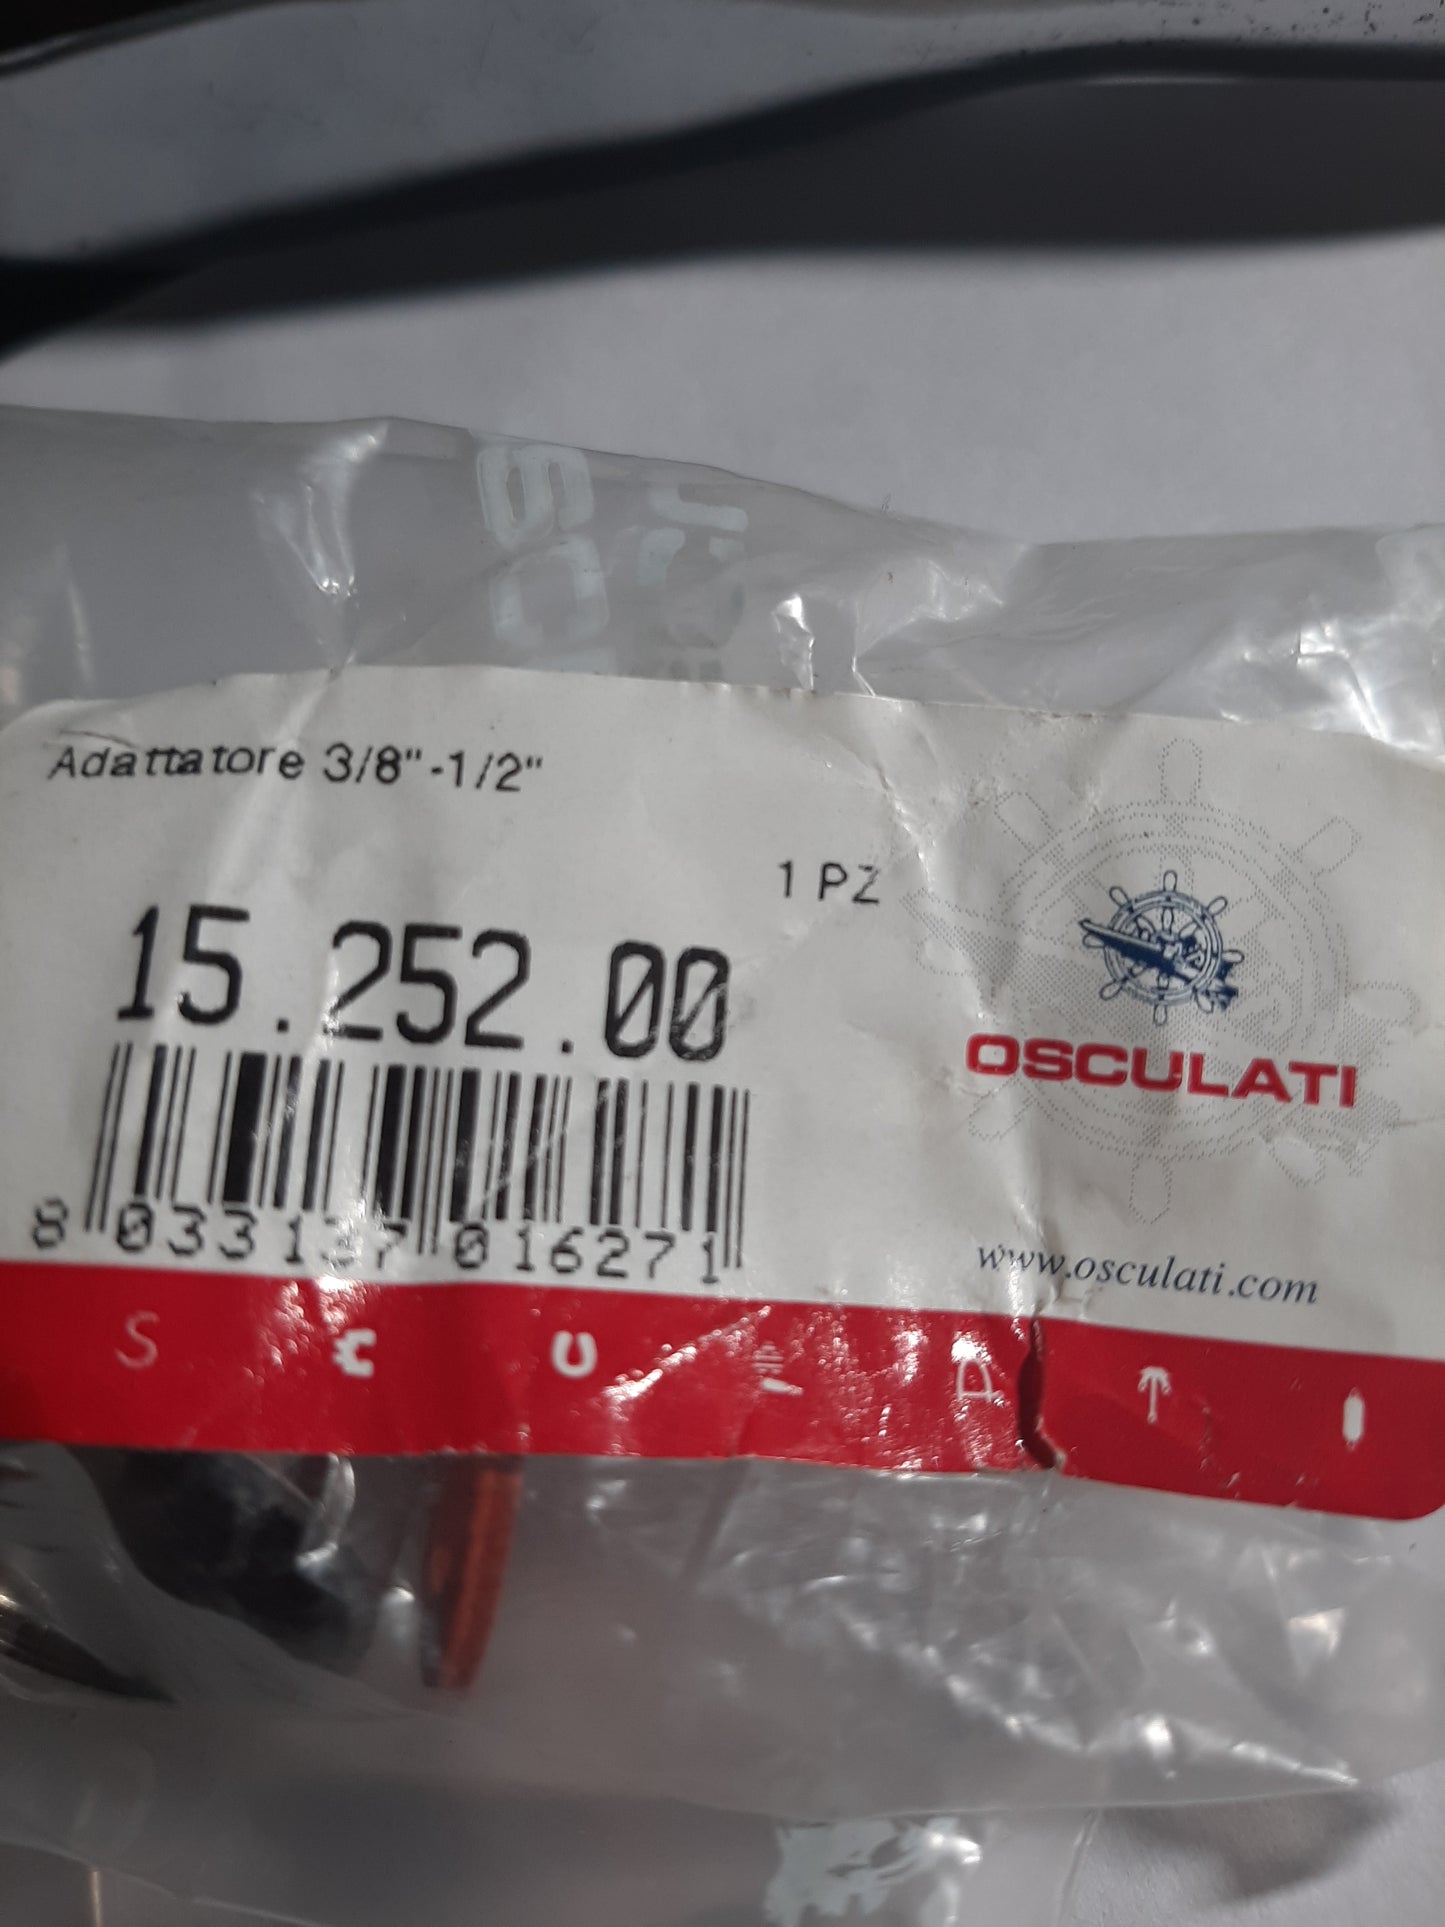 Adattatore 3/8"-1/2"
1 PZ
15.252.00
OSCULATI
8 033137 016271
www.osculati.com